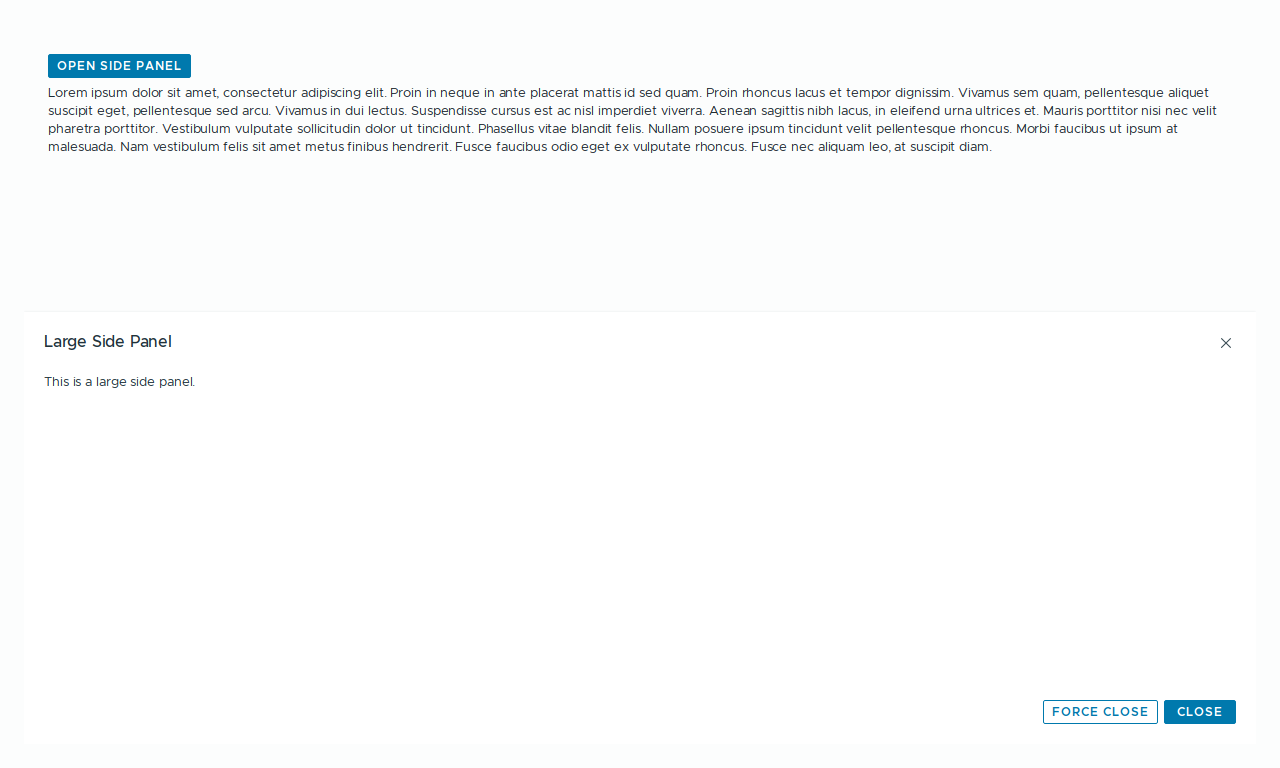 OPEN SIDE PANEL
Lorem ipsum dolor sit amet, consectetur adipiscing elit. Proin in neque in ante placerat mattis id sed quam. Proin rhoncus lacus et tempor dignissim. Vivamus sem quam, pellentesque aliquet
suscipit eget, pellentesque sed arcu. Vivamus in dui lectus. Suspendisse cursus est ac nisl imperdiet viverra. Aenean sagittis nibh lacus, in eleifend urna ultrices et. Mauris porttitor nisi nec velit
pharetra porttitor. Vestibulum vulputate sollicitudin dolor ut tincidunt. Phasellus vitae blandit felis. Nullam posuere ipsum tincidunt velit pellentesque rhoncus. Morbi faucibus ut ipsum at
malesuada. Nam vestibulum felis sit amet metus finibus hendrerit. Fusce faucibus odio eget ex vulputate rhoncus. Fusce nec aliquam leo, at suscipit diam.
Large Side Panel
This is a large side panel.
FORCE CLOSE
CLOSE